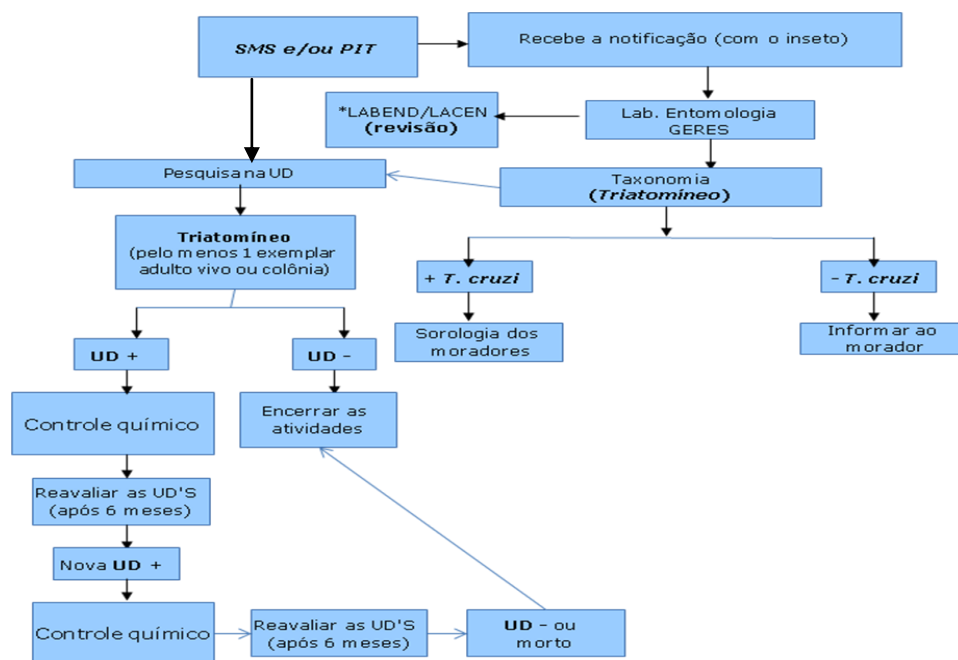 SMS e/ou PIT
Recebe a notificação (com o inseto)
*LABEND/LACEN
(revisão)
Lab. Entomologia
GERES
Pesquisa na UD
Taxonomia
(Triatomíneo)
Triatomíneo
(pelo menos 1 exemplar
adulto vivo ou colônia)
+ T. cruzi
- T. cruzi
Sorologia dos
moradores
Informar ao
morador
UD +
UD -
Controle químico
Encerrar as
atividades
Reavaliar as UD'S
(após 6 meses)
Nova UD +
Controle químico
Reavaliar as UD'S
(após 6 meses)
UD - ou
morto